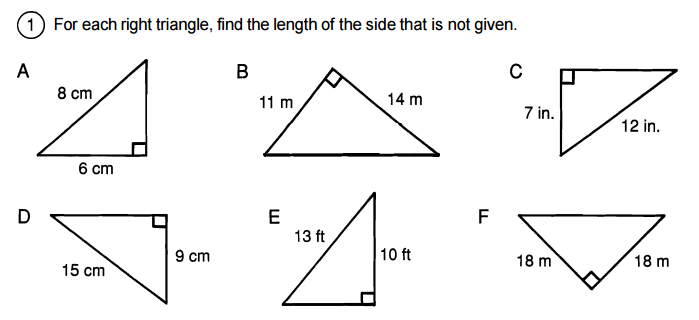 1 For each right triangle, find the length of the side that is not given.
A
8 cm
6 cm
B
11 m
14 m
C
7 in.
12 in.
D
15 cm
9 cm
E
13 ft
10 ft
F
18 m
18 m